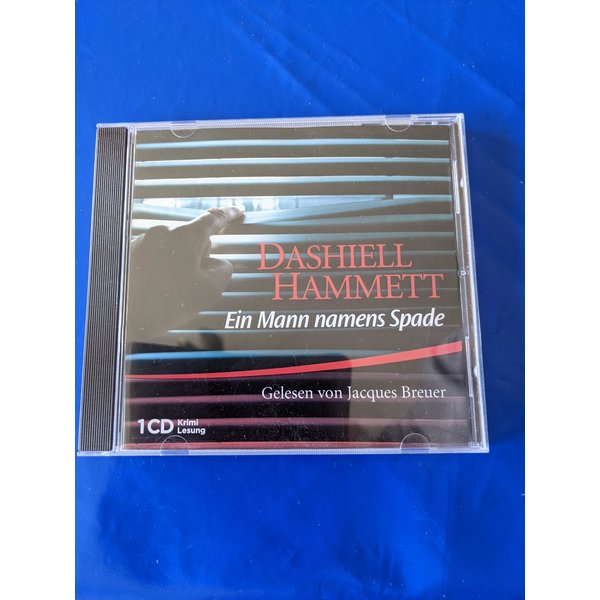 DASHIELL
HAMMETT
Ein Mann namens Spade
Gelesen von Jacques Breuer
1CD Krimi
Lesung